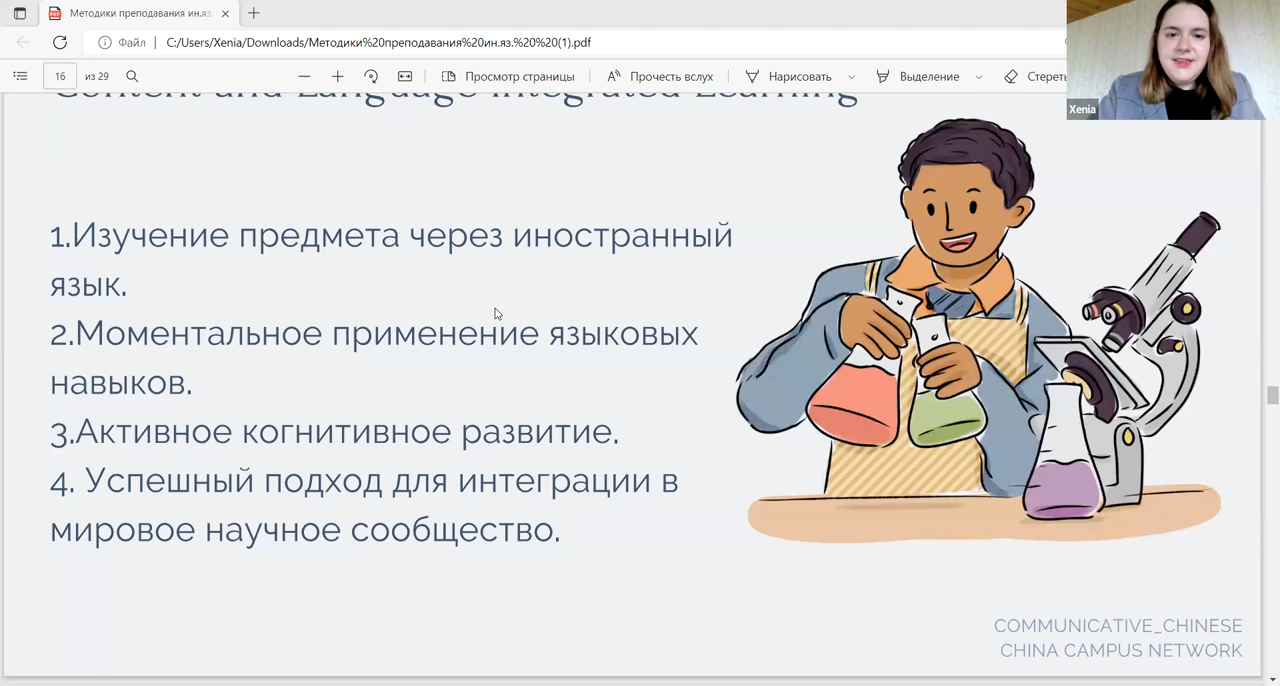 Методики преподавания ин.яз.
Файл
C:/Users/Xenia/Downloads/Методики%20преподавания%20ин.яз.%20%20(1).pdf
16 из 29
Просмотр страницы
Прочесть вслух
Нарисовать
Выделение
Стереть
Xenia
Content and Language Integrated Learning
1.Изучение предмета через иностранный
язык.
2.Моментальное применение языковых
навыков.
3.Активное когнитивное развитие.
4. Успешный подход для интеграции в
мировое научное сообщество.
COMMUNICATIVE_CHINESE
CHINA CAMPUS NETWORK